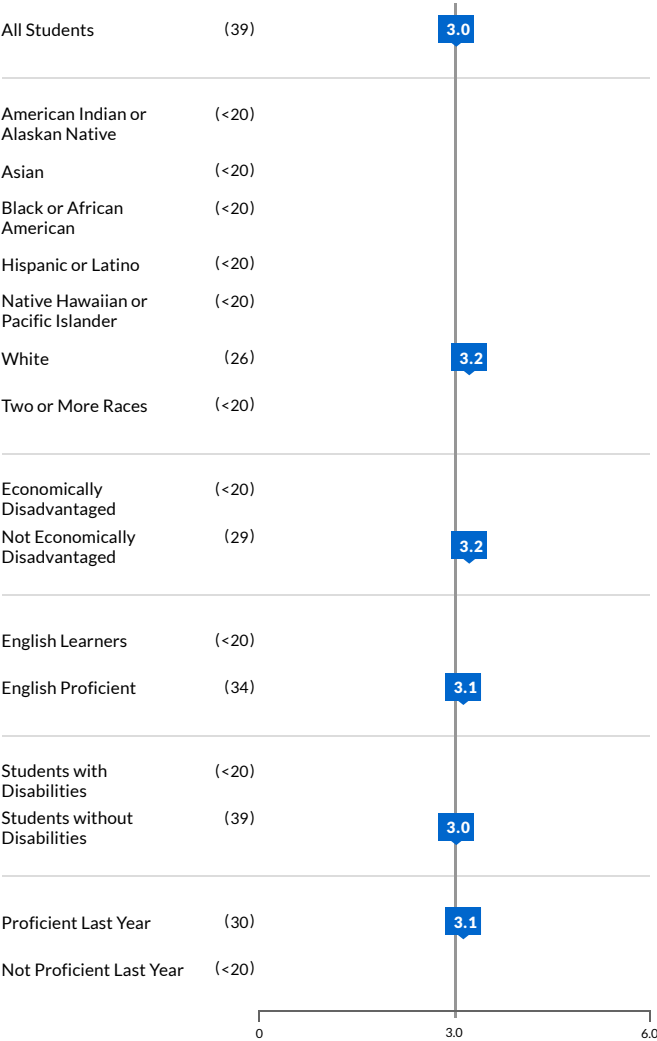 All Students (39) 3.0
American Indian or (<20)
Alaskan Native
Asian (<20)
Black or African (<20)
American
Hispanic or Latino (<20)
Native Hawaiian or (<20)
Pacific Islander
White (26) 3.2
Two or More Races (<20)
Economically (<20)
Disadvantaged
Not Economically (29) 3.2
Disadvantaged
English Learners (<20)
English Proficient (34) 3.1
Students with (<20)
Disabilities
Students without (39) 3.0
Disabilities
Proficient Last Year (30) 3.1
Not Proficient Last Year (<20)
0 3.0 6.0